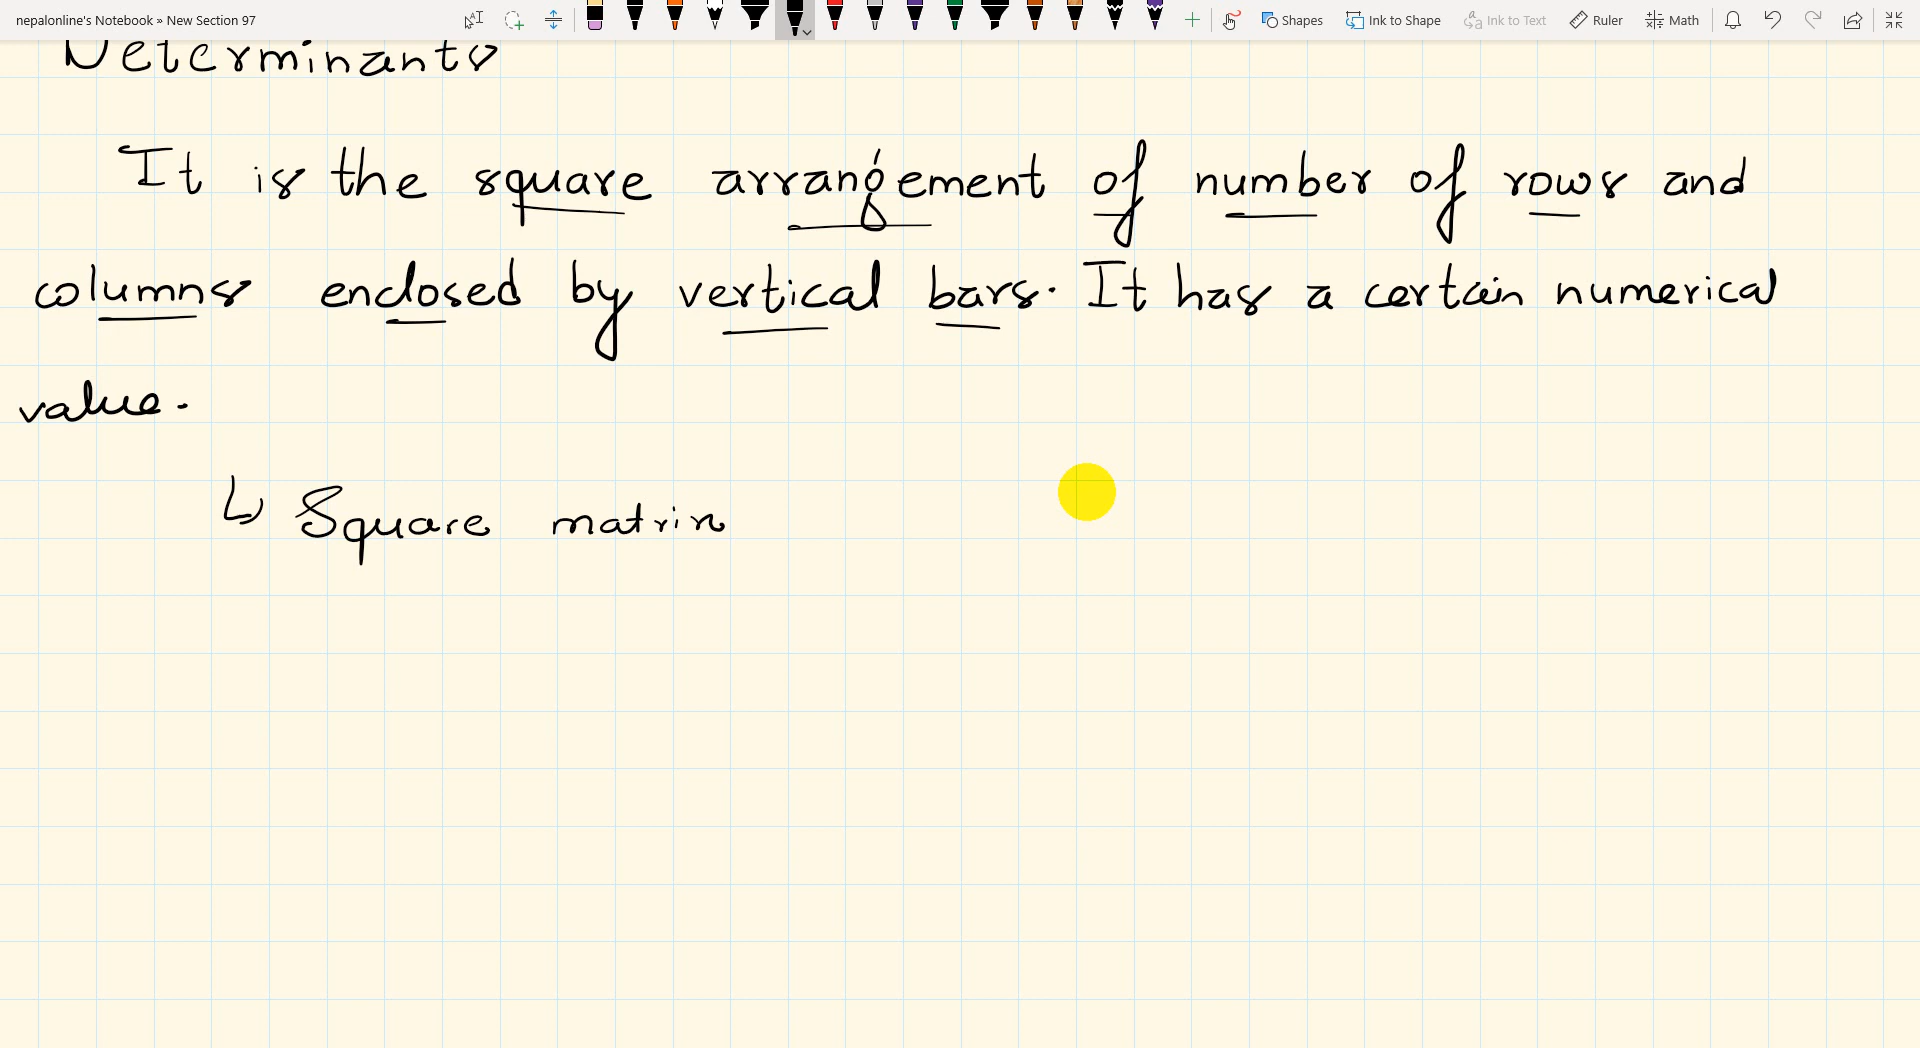 nepalonline's Notebook » New Section 97
Shapes Ink to Shape Ink to Text Ruler Math
Determinants
It is the square arrangement of number of rows and
columns enclosed by vertical bars. It has a certain numerical
value.
↳ Square matrix